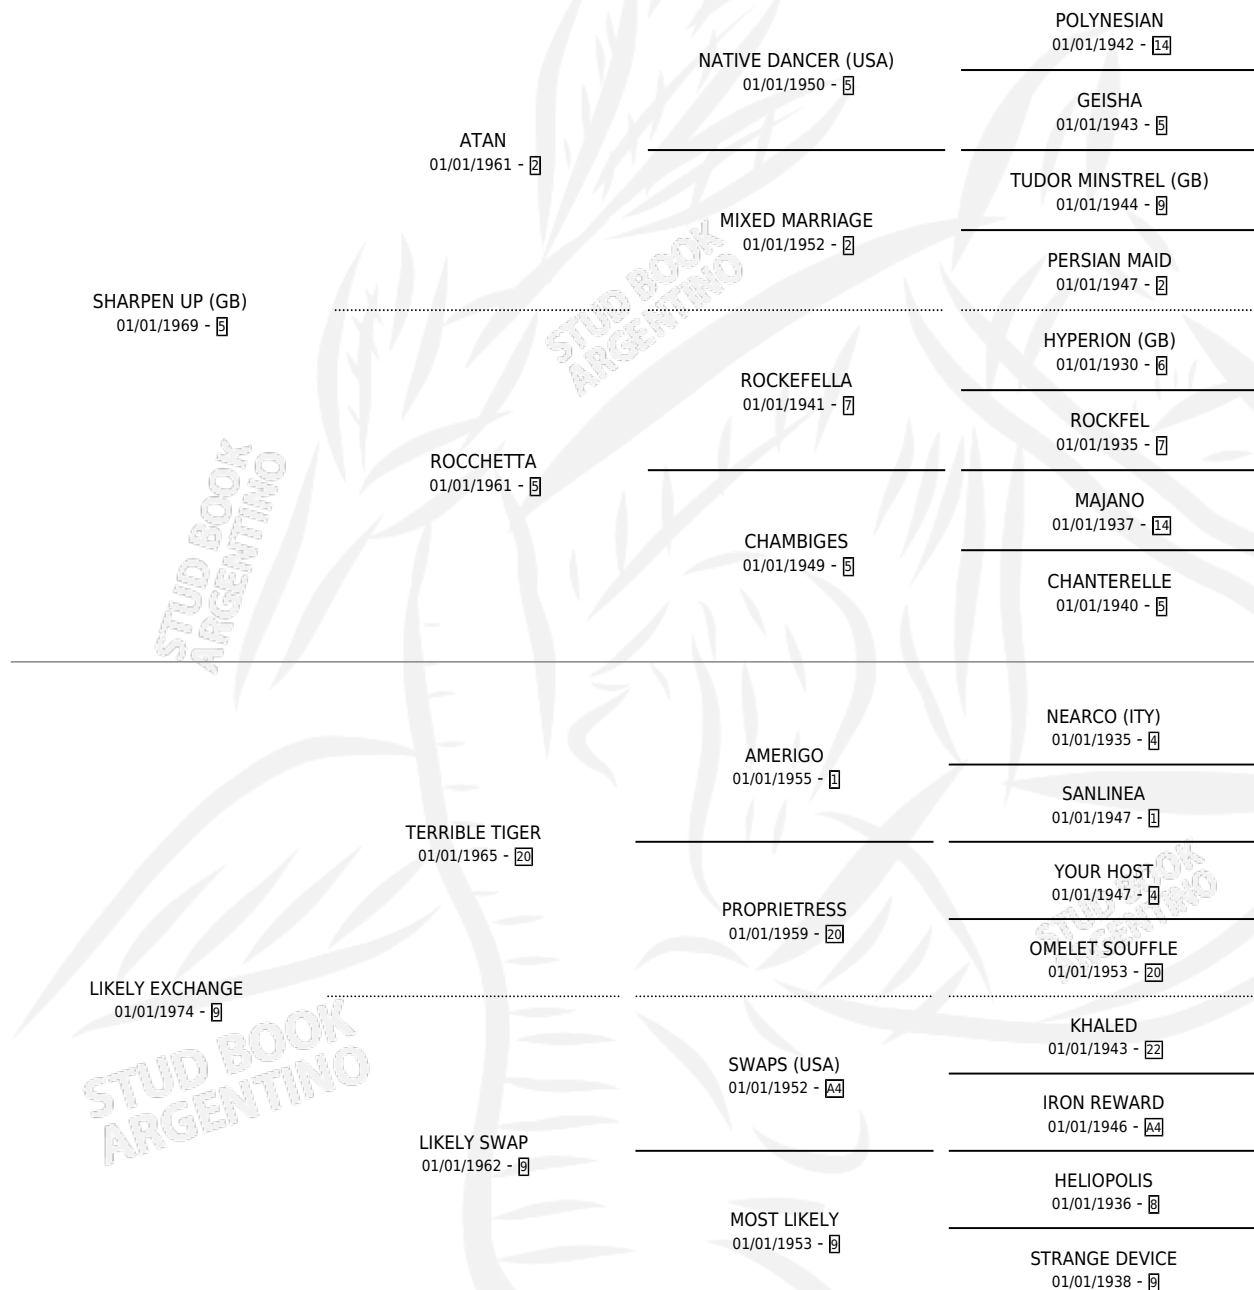 POLYNESIAN
01/01/1942 - 14
NATIVE DANCER (USA)
01/01/1950 - 5
GEISHA
01/01/1943 - 5
ATAN
01/01/1961 - 2
TUDOR MINSTREL (GB)
01/01/1944 - 9
MIXED MARRIAGE
01/01/1952 - 2
PERSIAN MAID
01/01/1947 - 2
SHARPEN UP (GB)
01/01/1969 - 5
STUD BOOK
ARGENTINO
HYPERION (GB)
01/01/1930 - 6
ROCKEFELLA
01/01/1941 - 7
ROCKFEL
01/01/1935 - 7
ROCCHETTA
01/01/1961 - 5
MAJANO
01/01/1937 - 14
CHAMBIGES
01/01/1949 - 5
CHANTERELLE
01/01/1940 - 5
STUD BOOK
ARGENTINO
NEARCO (ITY)
01/01/1935 - 4
AMERIGO
01/01/1955 - 1
SANLINEA
01/01/1947 - 1
TERRIBLE TIGER
01/01/1965 - 20
YOUR HOST
01/01/1947 - 4
PROPRIETRESS
01/01/1959 - 20
STUD BOOK
ARGENTINO
OMELET SOUFFLE
01/01/1953 - 20
LIKELY EXCHANGE
01/01/1974 - 9
KHALED
01/01/1943 - 22
SWAPS (USA)
01/01/1952 - A4
STUD BOOK
ARGENTINO
IRON REWARD
01/01/1946 - A4
LIKELY SWAP
01/01/1962 - 9
HELIOPOLIS
01/01/1936 - 8
MOST LIKELY
01/01/1953 - 9
STRANGE DEVICE
01/01/1938 - 9